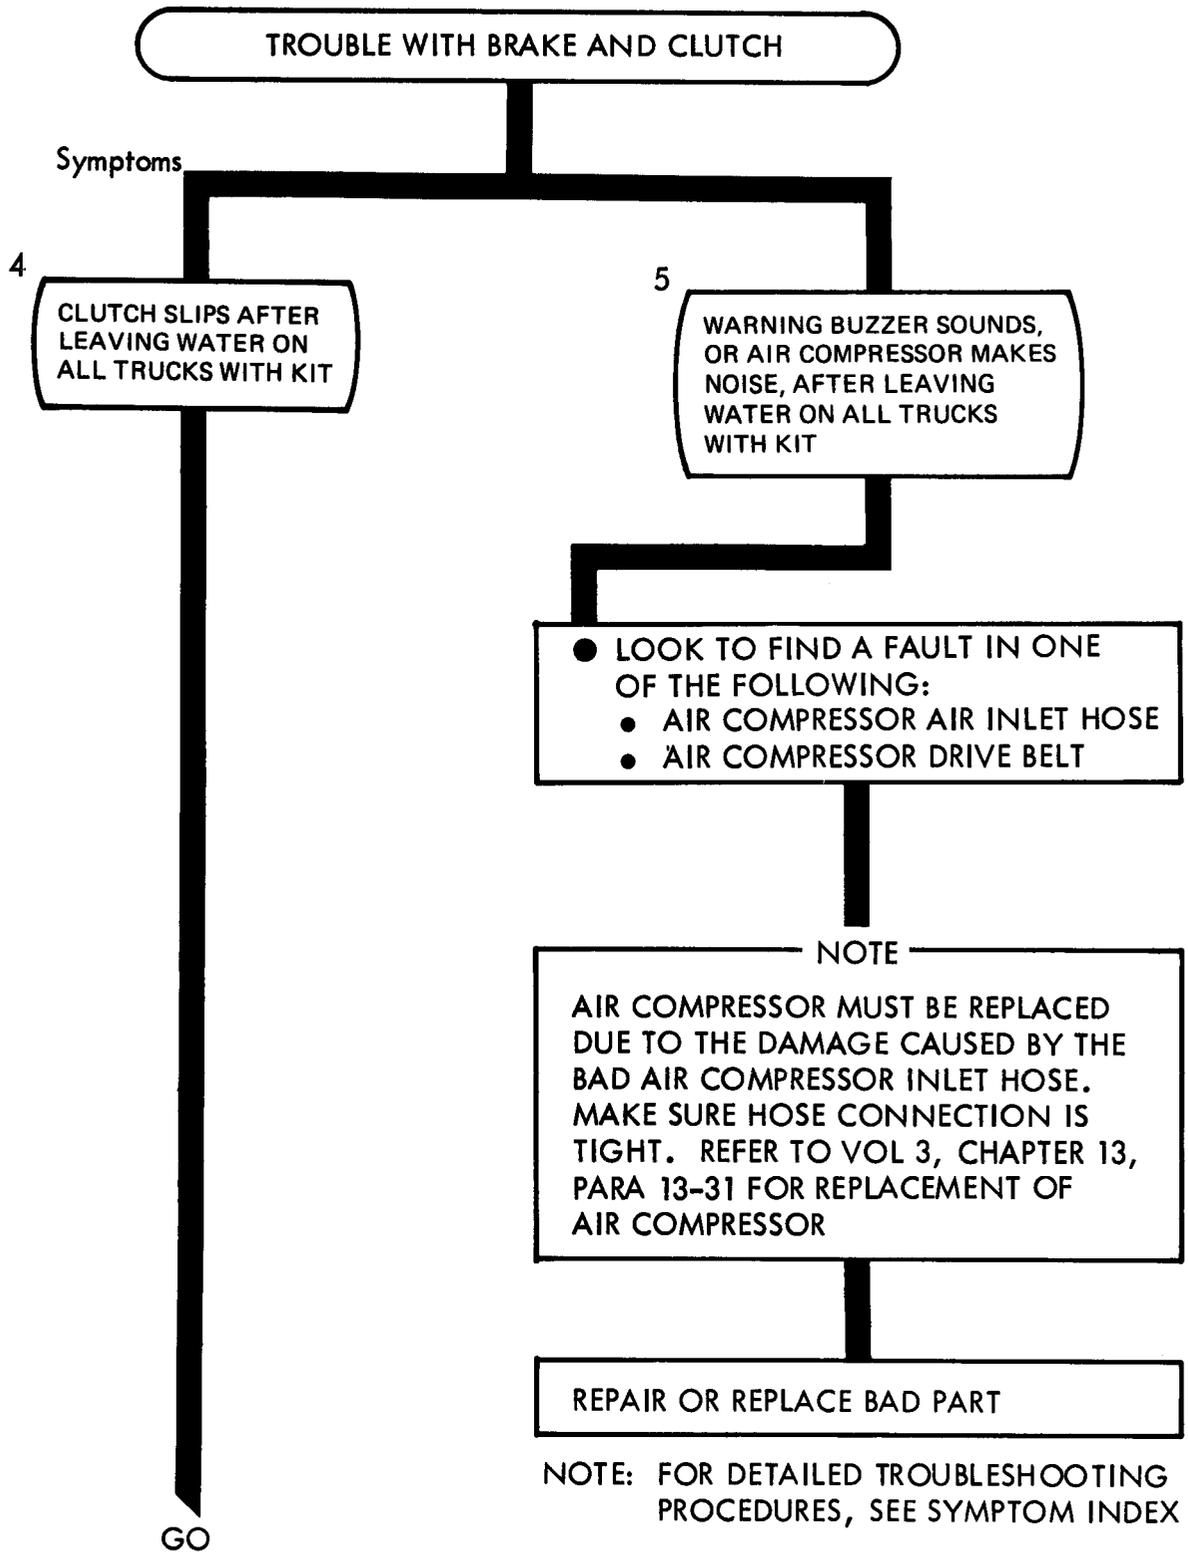 TROUBLE WITH BRAKE AND CLUTCH
Symptoms
4
CLUTCH SLIPS AFTER
LEAVING WATER ON
ALL TRUCKS WITH KIT
5
WARNING BUZZER SOUNDS,
OR AIR COMPRESSOR MAKES
NOISE, AFTER LEAVING
WATER ON ALL TRUCKS
WITH KIT
● LOOK TO FIND A FAULT IN ONE
OF THE FOLLOWING:
● AIR COMPRESSOR AIR INLET HOSE
● AIR COMPRESSOR DRIVE BELT
NOTE
AIR COMPRESSOR MUST BE REPLACED
DUE TO THE DAMAGE CAUSED BY THE
BAD AIR COMPRESSOR INLET HOSE.
MAKE SURE HOSE CONNECTION IS
TIGHT. REFER TO VOL 3, CHAPTER 13,
PARA 13-31 FOR REPLACEMENT OF
AIR COMPRESSOR
REPAIR OR REPLACE BAD PART
NOTE: FOR DETAILED TROUBLESHOOTING
PROCEDURES, SEE SYMPTOM INDEX
GO